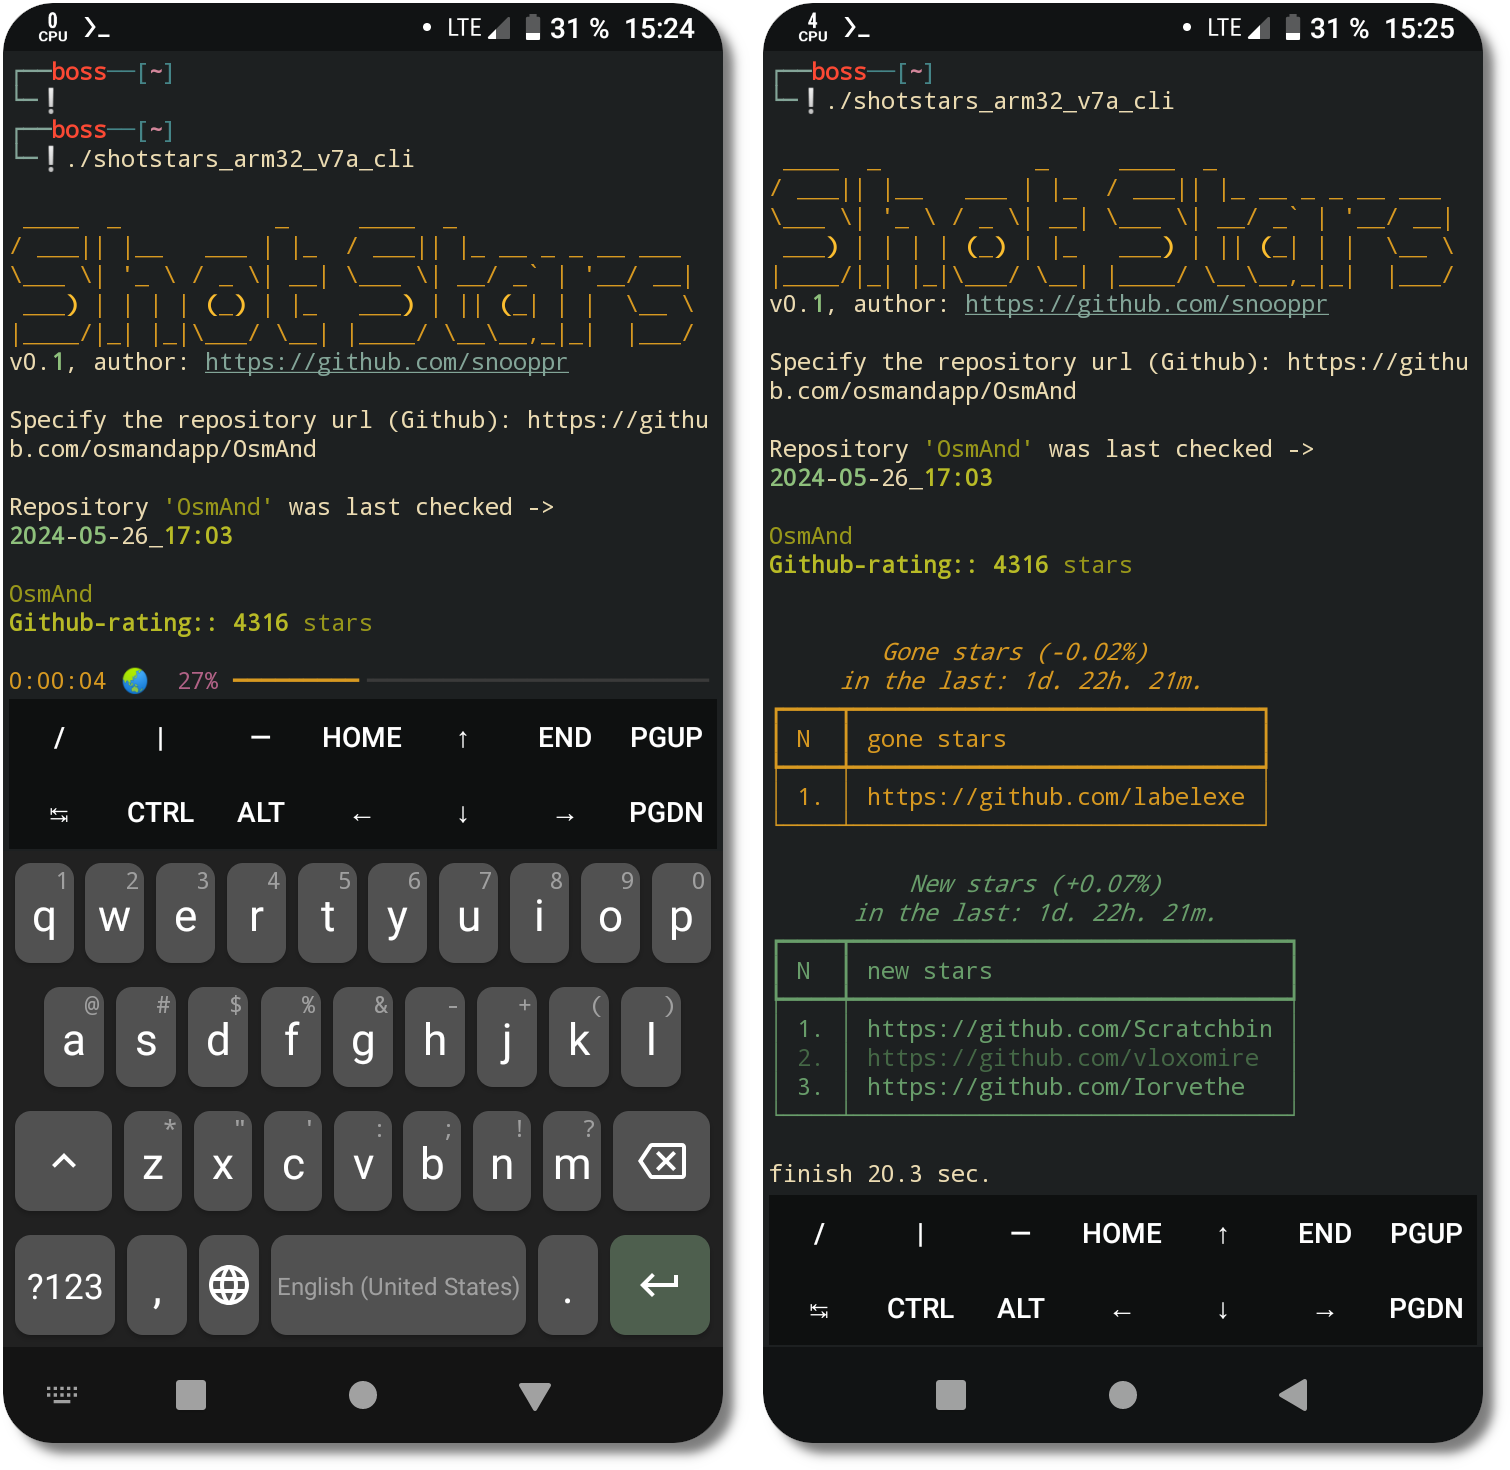 0
CPU
LTE 31 % 15:24
boss──[~]
boss──[~]
./shotstars_arm32_v7a_cli
Shot Stars
v0.1, author: https://github.com/snooppr
Specify the repository url (Github): https://githu
b.com/osmandapp/OsmAnd
Repository 'OsmAnd' was last checked ->
2024-05-26_17:03
OsmAnd
Github-rating:: 4316 stars
0:00:04 27%
/ | — HOME ↑ END PGUP
↹ CTRL ALT ← ↓ → PGDN
1 2 3 4 5 6 7 8 9 0
q w e r t y u i o p
@ # $ % & - + ( )
a s d f g h j k l
* " ' : ; ! ?
z x c v b n m
?123 , English (United States) .
4
CPU
LTE 31 % 15:25
boss──[~]
./shotstars_arm32_v7a_cli
Shot Stars
v0.1, author: https://github.com/snooppr
Specify the repository url (Github): https://githu
b.com/osmandapp/OsmAnd
Repository 'OsmAnd' was last checked ->
2024-05-26_17:03
OsmAnd
Github-rating:: 4316 stars
Gone stars (-0.02%)
in the last: 1d. 22h. 21m.
N gone stars
1. https://github.com/labelexe
New stars (+0.07%)
in the last: 1d. 22h. 21m.
N new stars
1. https://github.com/Scratchbin
2. https://github.com/vloxomire
3. https://github.com/Iorvethe
finish 20.3 sec.
/ | — HOME ↑ END PGUP
↹ CTRL ALT ← ↓ → PGDN